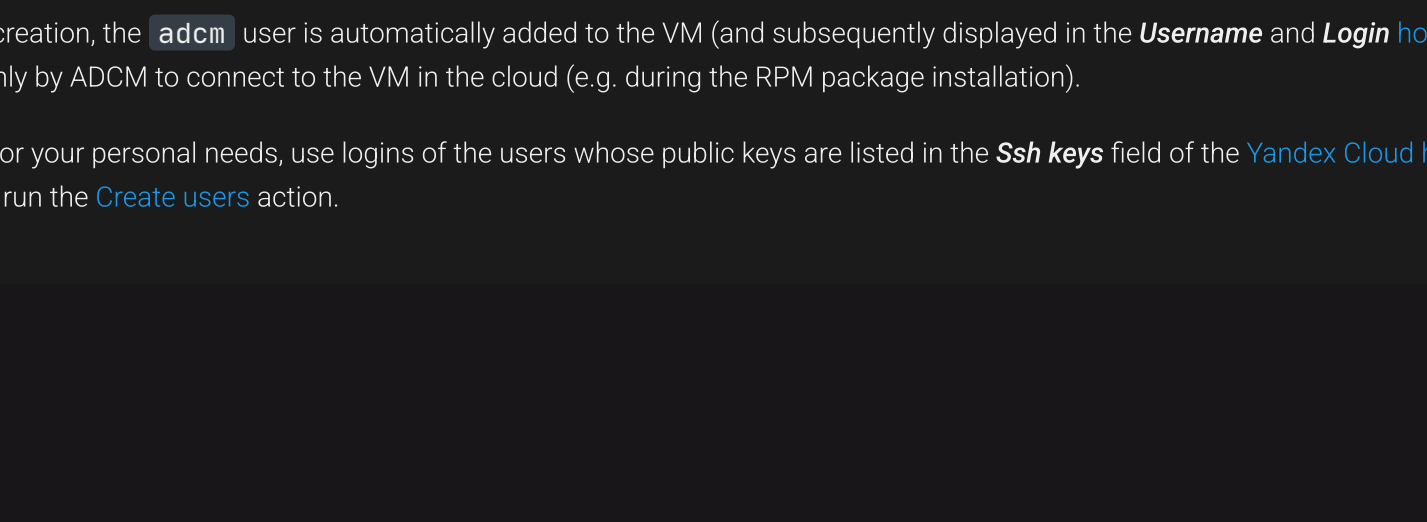 creation, the adcm user is automatically added to the VM (and subsequently displayed in the Username and Login ho
nly by ADCM to connect to the VM in the cloud (e.g. during the RPM package installation).
or your personal needs, use logins of the users whose public keys are listed in the Ssh keys field of the Yandex Cloud h
run the Create users action.